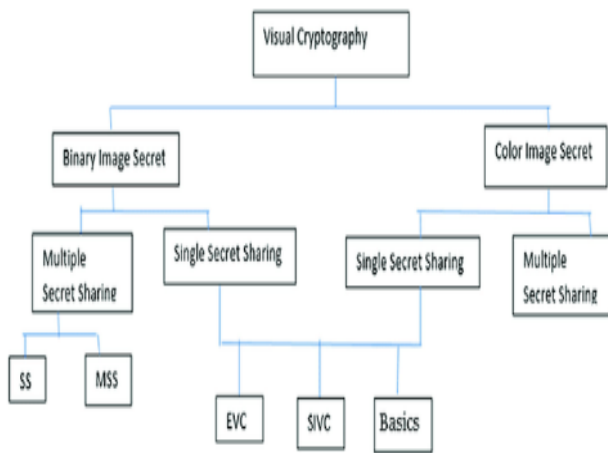 Visual Cryptography
Binary Image Secret
Color Image Secret
Multiple
Secret Sharing
Single Secret Sharing
Single Secret Sharing
Multiple
Secret Sharing
SS
MSS
EVC
SIVC
Basics